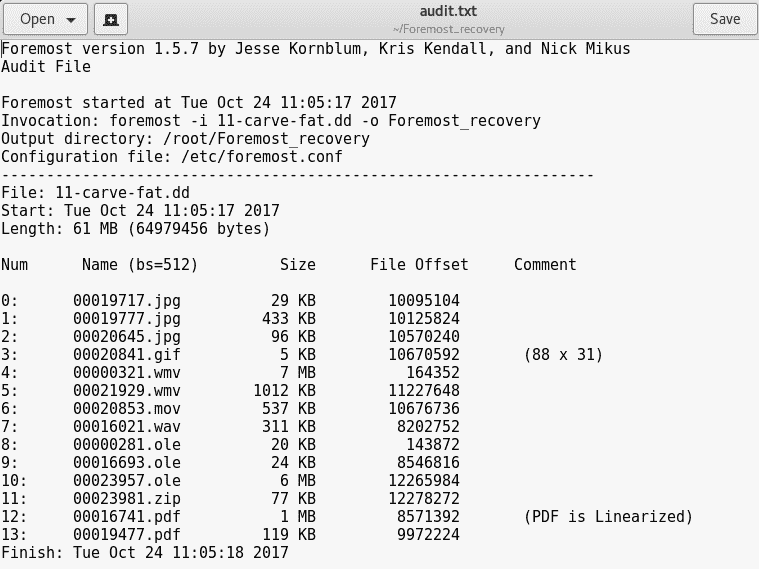 Open
audit.txt
~/Foremost_recovery
Save
Foremost version 1.5.7 by Jesse Kornblum, Kris Kendall, and Nick Mikus
Audit File
Foremost started at Tue Oct 24 11:05:17 2017
Invocation: foremost -i 11-carve-fat.dd -o Foremost_recovery
Output directory: /root/Foremost_recovery
Configuration file: /etc/foremost.conf
------------------------------------------------------------------
File: 11-carve-fat.dd
Start: Tue Oct 24 11:05:17 2017
Length: 61 MB (64979456 bytes)
Num Name (bs=512) Size File Offset Comment
0: 00019717.jpg 29 KB 10095104
1: 00019777.jpg 433 KB 10125824
2: 00020645.jpg 96 KB 10570240
3: 00020841.gif 5 KB 10670592 (88 x 31)
4: 00000321.wmv 7 MB 164352
5: 00021929.wmv 1012 KB 11227648
6: 00020853.mov 537 KB 10676736
7: 00016021.wav 311 KB 8202752
8: 00000281.ole 20 KB 143872
9: 00016693.ole 24 KB 8546816
10: 00023957.ole 6 MB 12265984
11: 00023981.zip 77 KB 12278272
12: 00016741.pdf 1 MB 8571392 (PDF is Linearized)
13: 00019477.pdf 119 KB 9972224
Finish: Tue Oct 24 11:05:18 2017